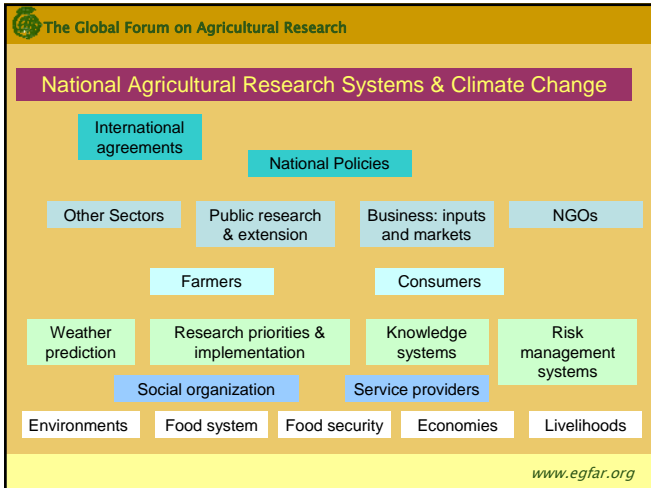 The Global Forum on Agricultural Research
National Agricultural Research Systems & Climate Change
International
agreements
National Policies
Other Sectors
Public research
& extension
Business: inputs
and markets
NGOs
Farmers
Consumers
Weather
prediction
Research priorities &
implementation
Knowledge
systems
Risk
management
systems
Social organization
Service providers
Environments
Food system
Food security
Economies
Livelihoods
www.egfar.org